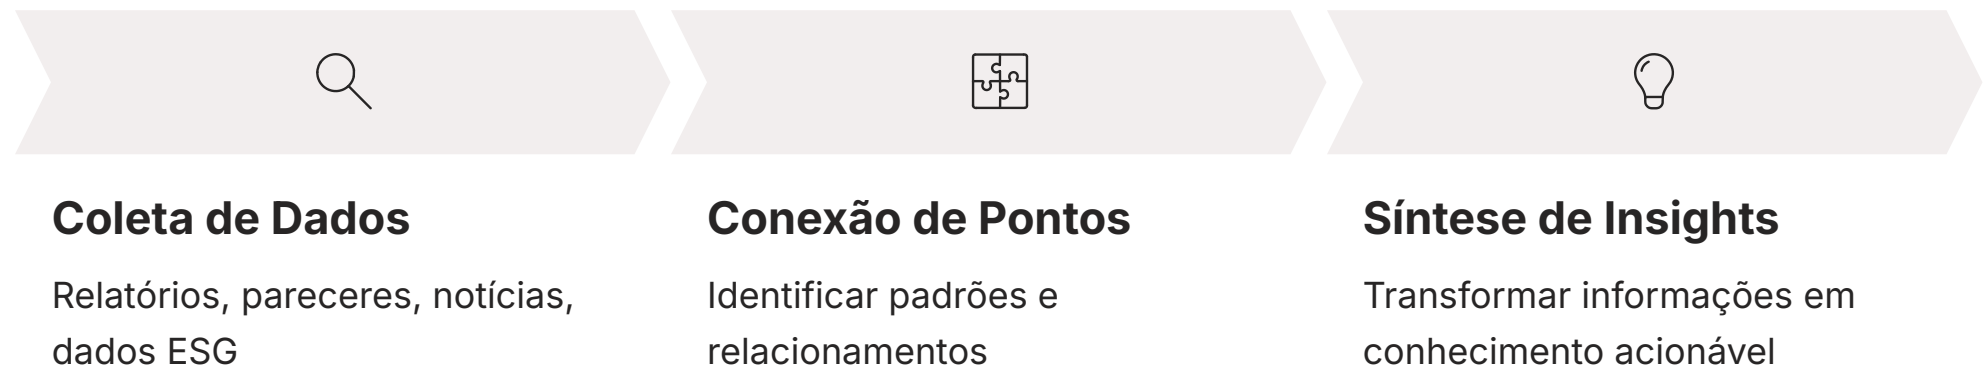 Coleta de Dados
Relatórios, pareceres, notícias,
dados ESG
Conexão de Pontos
Identificar padrões e
relacionamentos
Síntese de Insights
Transformar informações em
conhecimento acionável